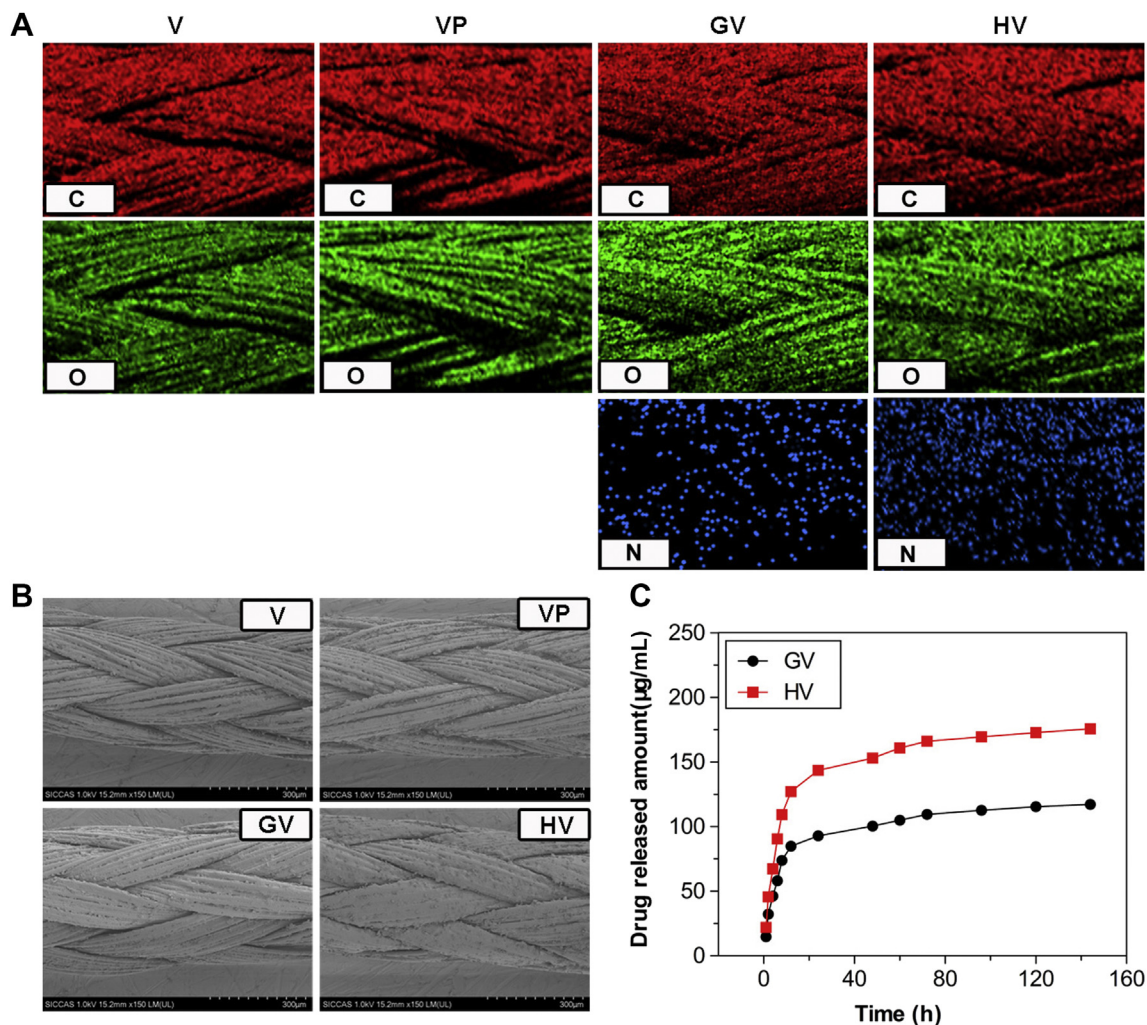 A
V VP GV HV
C C C C
O O O O
N N
B
V VP
SICCAS 1.0kV 15.2mm x150 LM(UL) 300µm SICCAS 1.0kV 15.2mm x150 LM(UL) 300µm
GV HV
SICCAS 1.0kV 15.2mm x150 LM(UL) 300µm SICCAS 1.0kV 15.2mm x150 LM(UL) 300µm
C
250
200
150
100
50
0
GV
HV
Drug released amount(µg/mL)
0 40 80 120 160
Time (h)